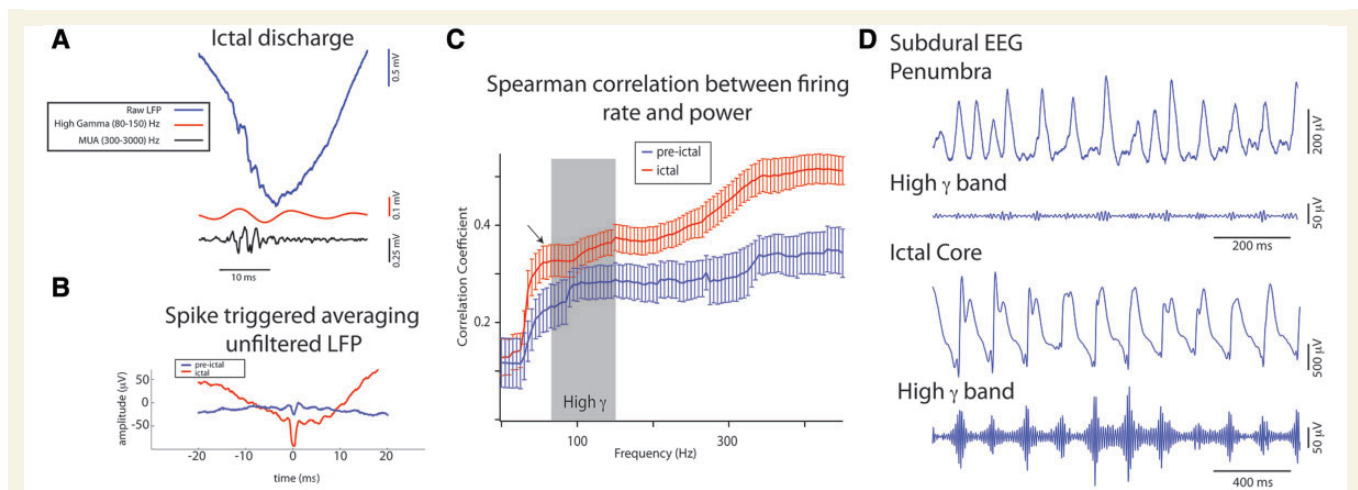 A
Ictal discharge
0.5 mV
Raw LFP
High Gamma (80-150) Hz
MUA (300-3000) Hz
0.1 mV
0.25 mV
10 ms
B
Spike triggered averaging
unfiltered LFP
pre-ictal
ictal
amplitude (µV)
50
0
-50
-20
-10
0
10
20
time (ms)
C
Spearman correlation between firing
rate and power
pre-ictal
ictal
Correlation Coefficient
0.4
0.2
High γ
100
300
Frequency (Hz)
D
Subdural EEG
Penumbra
200 µV
High γ band
50 µV
200 ms
Ictal Core
500 µV
High γ band
50 µV
400 ms